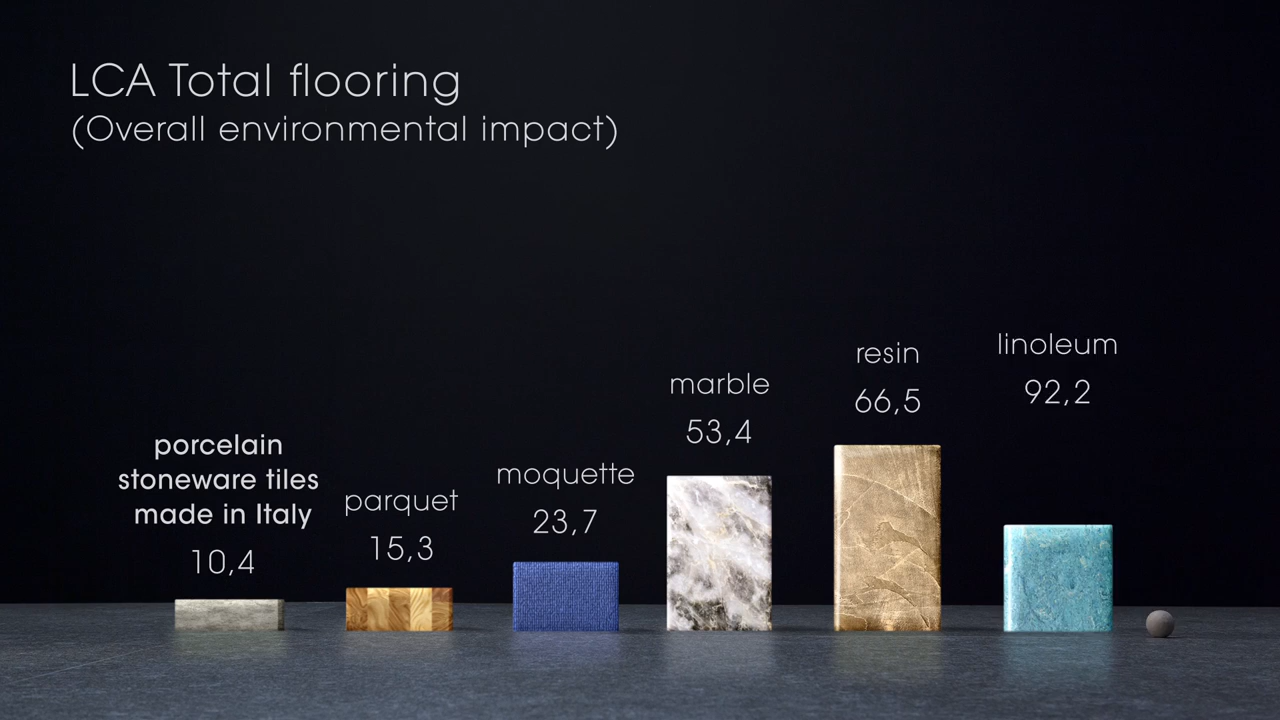 LCA Total flooring
(Overall environmental impact)
porcelain
stoneware tiles
made in Italy
10,4
parquet
15,3
moquette
23,7
marble
53,4
resin
66,5
linoleum
92,2